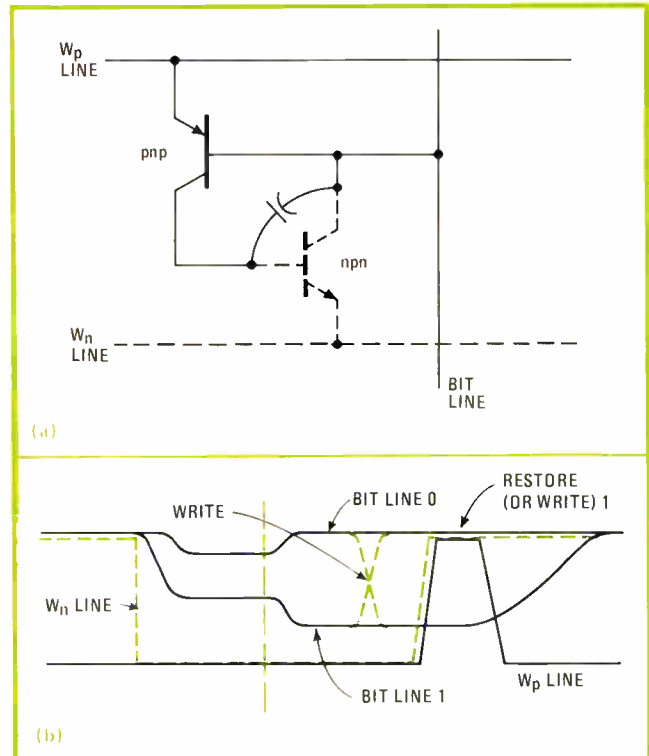 Wp
LINE
pnp
npn
Wn
LINE
BIT
LINE
(a)
RESTORE
(OR WRITE) 1
BIT LINE 0
WRITE
Wn LINE
BIT LINE 1
Wp LINE
(b)